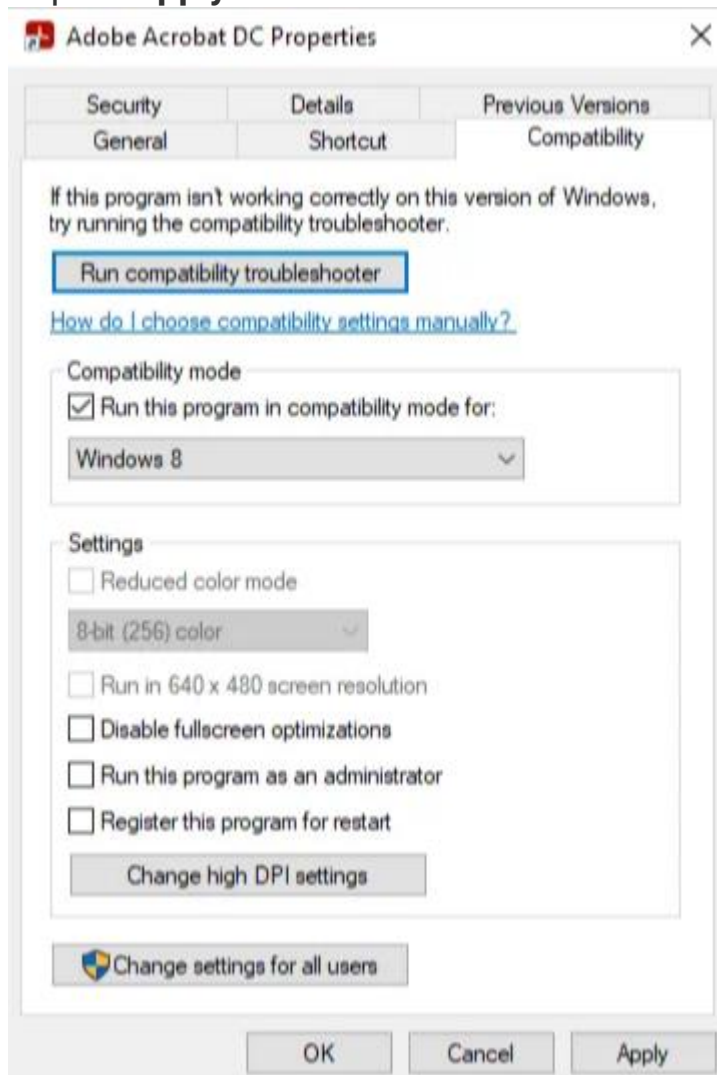 Adobe Acrobat DC Properties
Security Details Previous Versions
General Shortcut Compatibility
If this program isn't working correctly on this version of Windows,
try running the compatibility troubleshooter.
Run compatibility troubleshooter
How do I choose compatibility settings manually?
Compatibility mode
Run this program in compatibility mode for:
Windows 8
Settings
Reduced color mode
8-bit (256) color
Run in 640 x 480 screen resolution
Disable fullscreen optimizations
Run this program as an administrator
Register this program for restart
Change high DPI settings
Change settings for all users
OK Cancel Apply